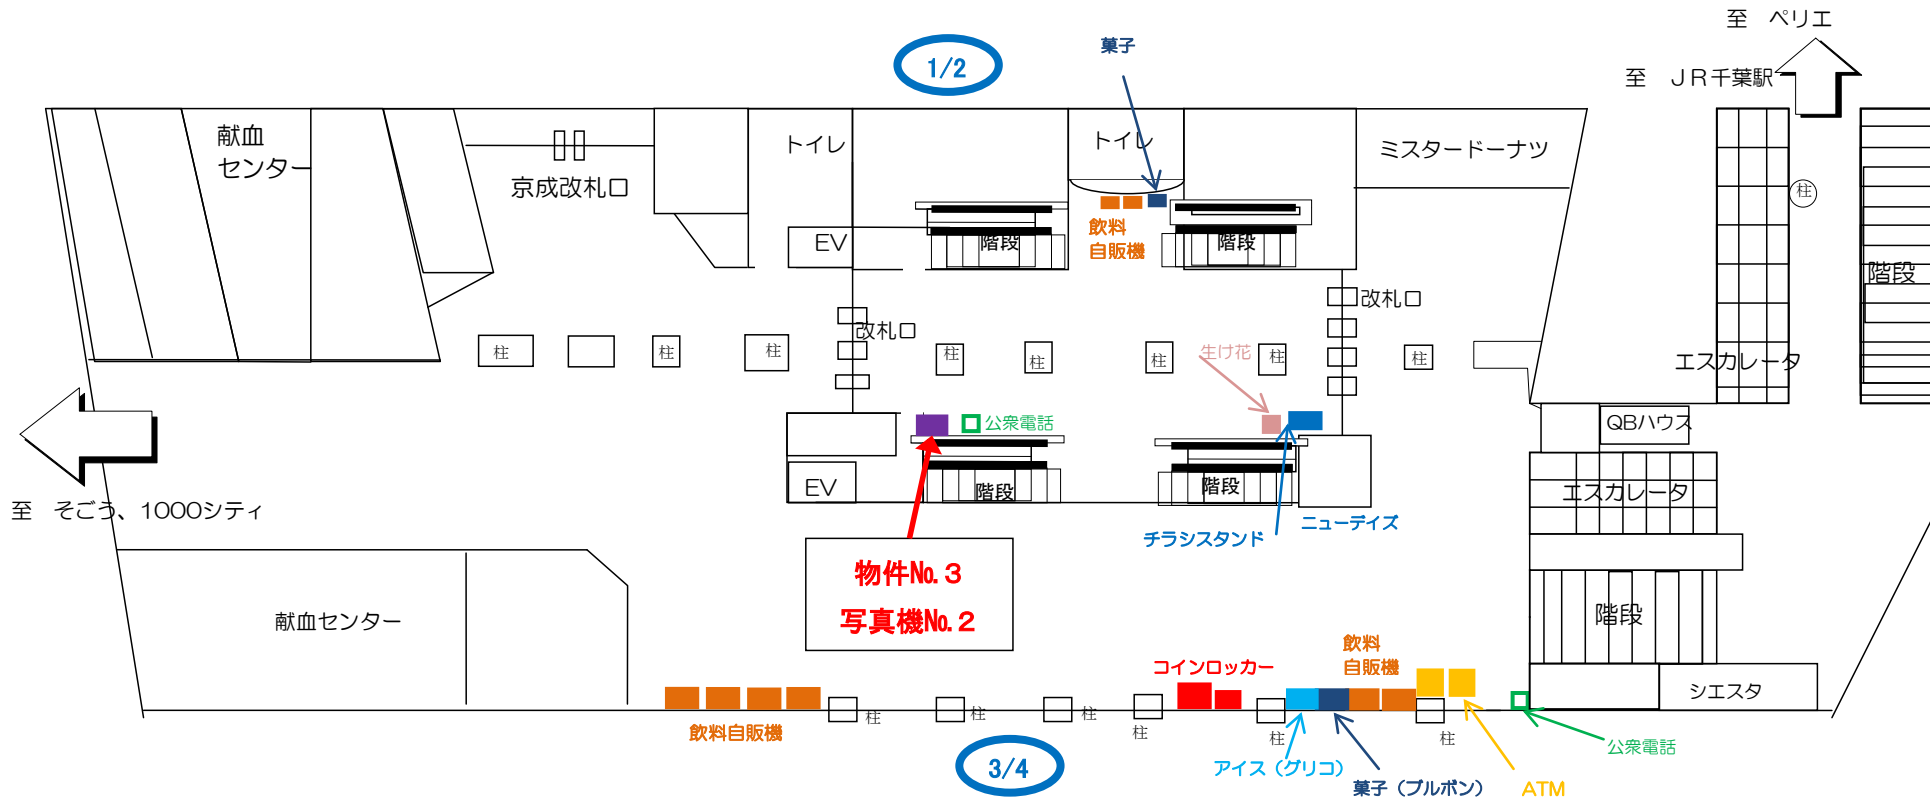 至　ペリエ
菓子
1/2
至　ＪＲ千葉駅
献血
センター
トイレ
トイレ
ミスタードーナツ
京成改札口
柱
飲料
自販機
EV
階段
階段
階段
改札口
改札口
柱
柱
柱
柱
柱
柱
生け花
柱
柱
エスカレータ
公衆電話
QBハウス
EV
階段
階段
エスカレータ
至　そごう、1000シティ
チラシスタンド
ニューデイズ
物件№.３
写真機№.２
献血センター
階段
飲料
自販機
コインロッカー
シエスタ
柱
柱
柱
柱
柱
柱
飲料自販機
公衆電話
3/4
アイス（グリコ）
菓子（ブルボン）
ATM